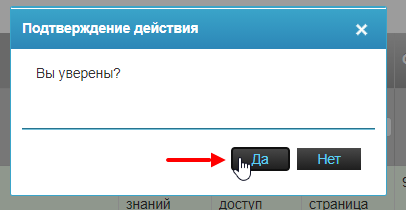 Подтверждение действия
Вы уверены?
Да Нет
знаний доступ страница